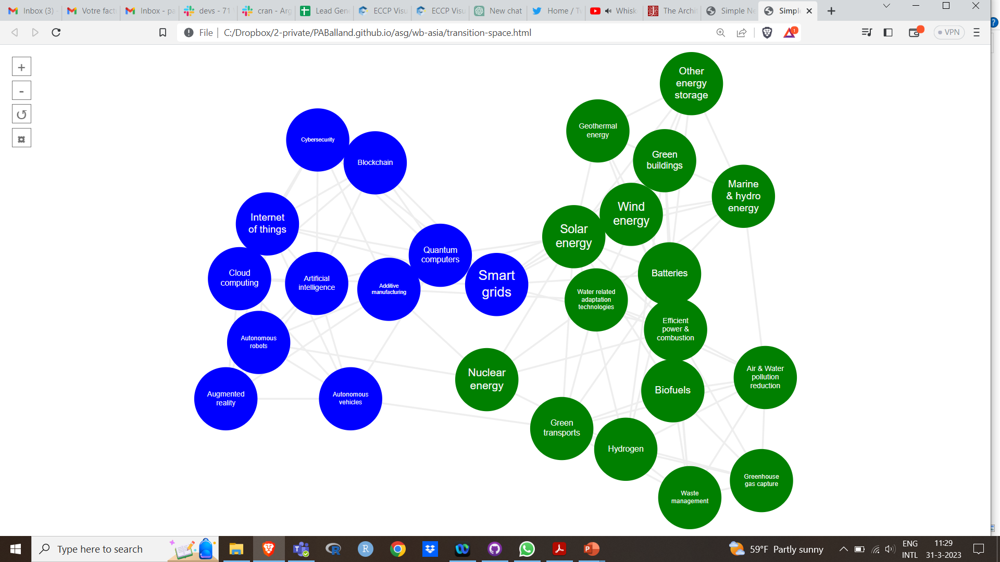 Inbox (3) -
Votre fact
Inbox - pa
devs - 71
cran - Arg
Lead Gene
ECCP Visu
ECCP Visu
New chat
Home / Tw
Whisk
The Archit
Simple Ne
Simple
File
C:/Dropbox/2-private/PABalland.github.io/asg/wb-asia/transition-space.html
VPN
+
-
Other
energy
storage
Geothermal
energy
Green
buildings
Marine
& hydro
energy
Wind
energy
Solar
energy
Cybersecurity
Blockchain
Internet
of things
Quantum
computers
Smart
grids
Cloud
computing
Artificial
intelligence
Additive
manufacturing
Batteries
Water related
adaptation
technologies
Efficient
power &
combustion
Autonomous
robots
Nuclear
energy
Air & Water
pollution
reduction
Biofuels
Augmented
reality
Autonomous
vehicles
Green
transports
Hydrogen
Greenhouse
gas capture
Waste
management
Type here to search
59°F Partly sunny
ENG
INTL
11:29
31-3-2023